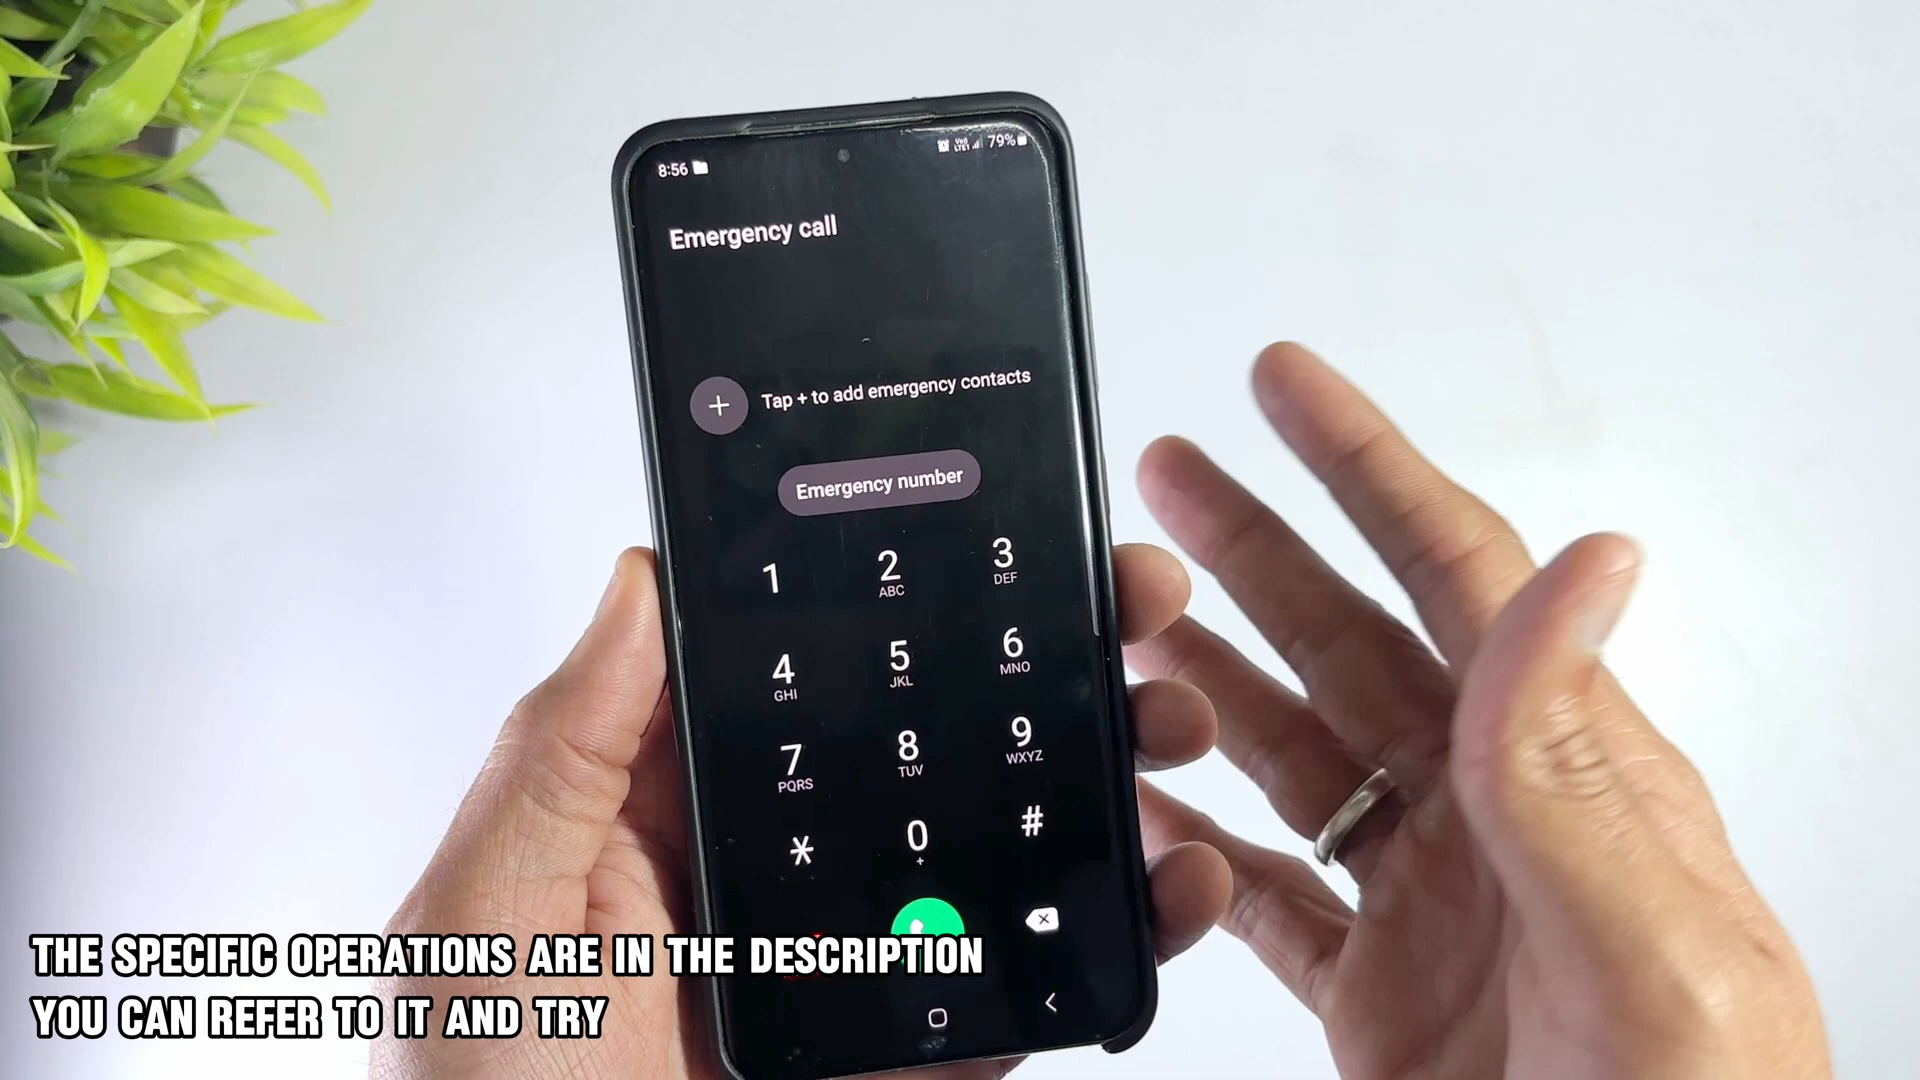 8:56
79%
Emergency call
+ Tap + to add emergency contacts
Emergency number
1 2 3
ABC DEF
4 5 6
GHI JKL MNO
7 8 9
PQRS TUV WXYZ
* 0 #
+
THE SPECIFIC OPERATIONS ARE IN THE DESCRIPTION
YOU CAN REFER TO IT AND TRY